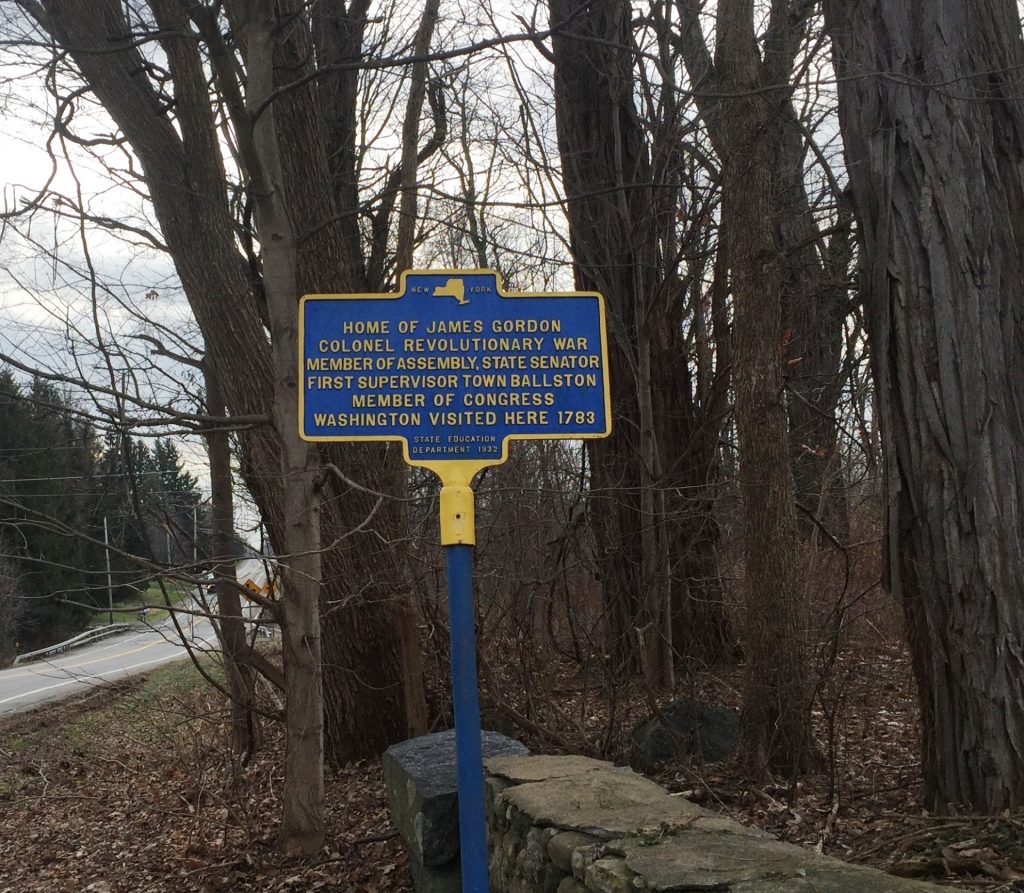 NEW YORK
HOME OF JAMES GORDON
COLONEL REVOLUTIONARY WAR
MEMBER OF ASSEMBLY, STATE SENATOR
FIRST SUPERVISOR TOWN BALLSTON
MEMBER OF CONGRESS
WASHINGTON VISITED HERE 1783
STATE EDUCATION
DEPARTMENT 1932